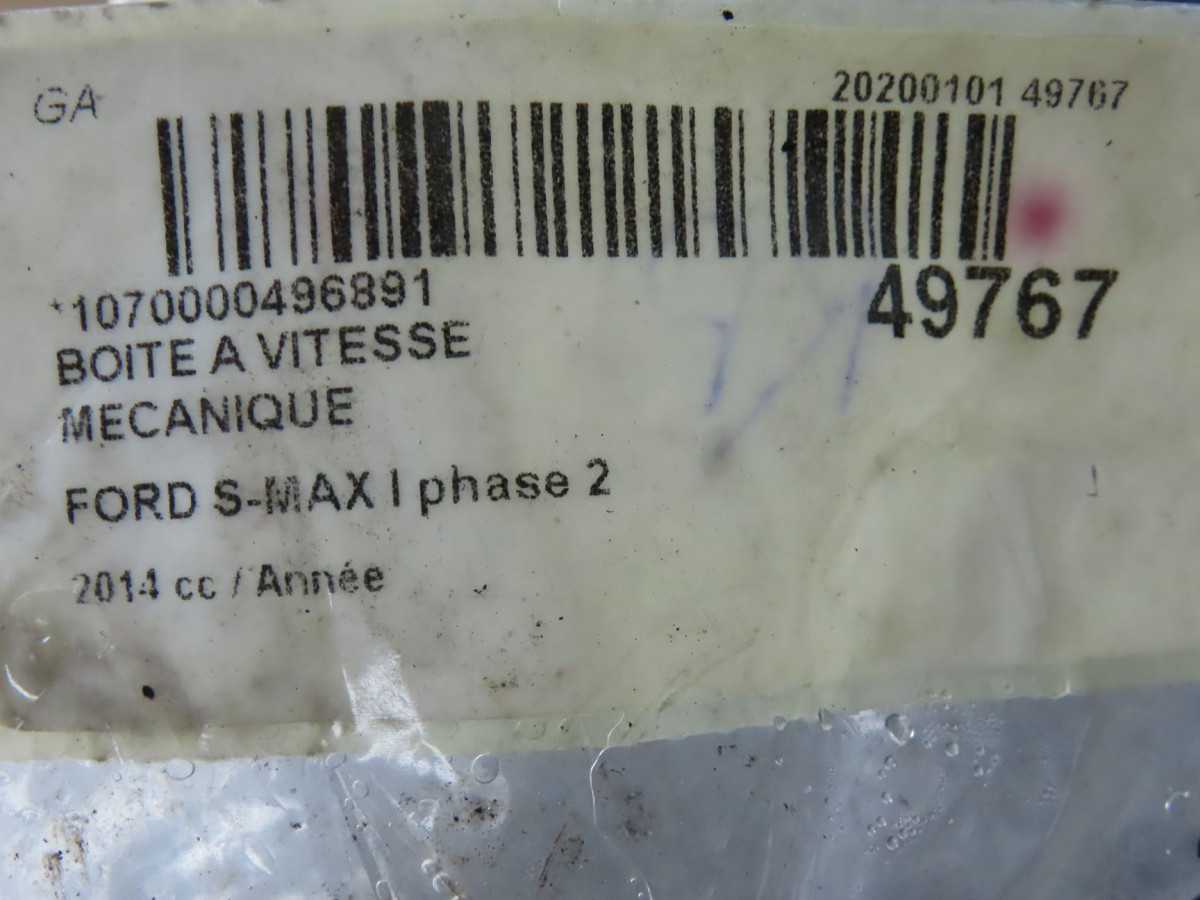 GA
20200101 49767
*1070000496891
49767
BOITE A VITESSE
MECANIQUE
FORD S-MAX I phase 2
2014 cc / Année